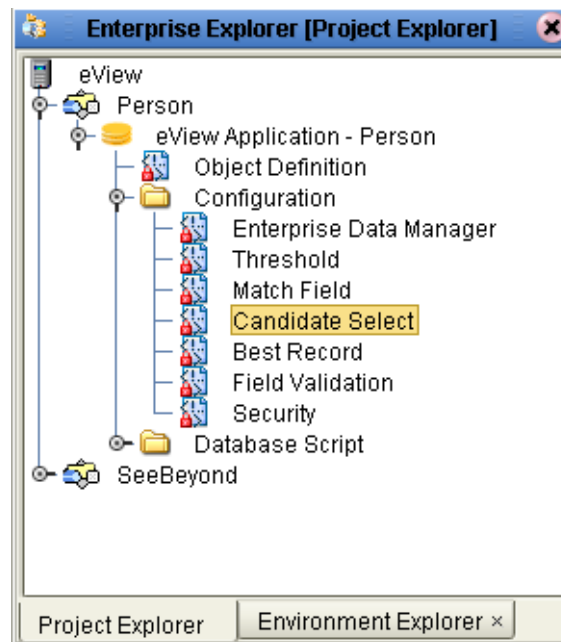 Enterprise Explorer [Project Explorer]
eView
Person
eView Application - Person
Object Definition
Configuration
Enterprise Data Manager
Threshold
Match Field
Candidate Select
Best Record
Field Validation
Security
Database Script
SeeBeyond
Project Explorer
Environment Explorer ×